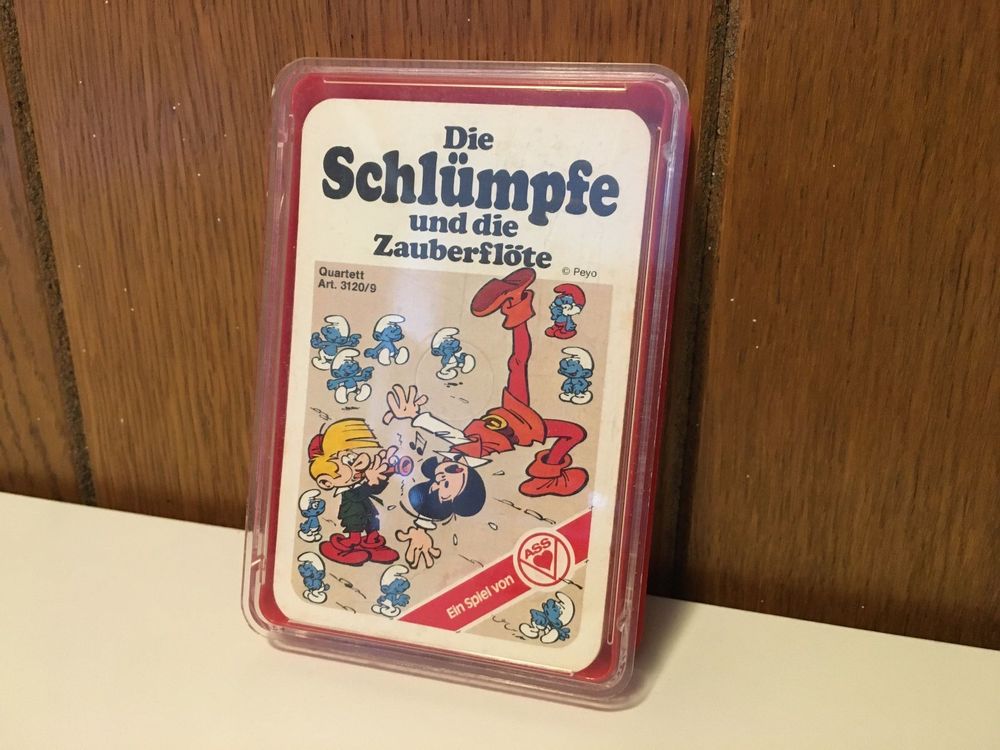 Die
Schlümpfe
und die
Zauberflöte
© Peyo
Quartett
Art. 3120/9
Ein Spiel von
ASS